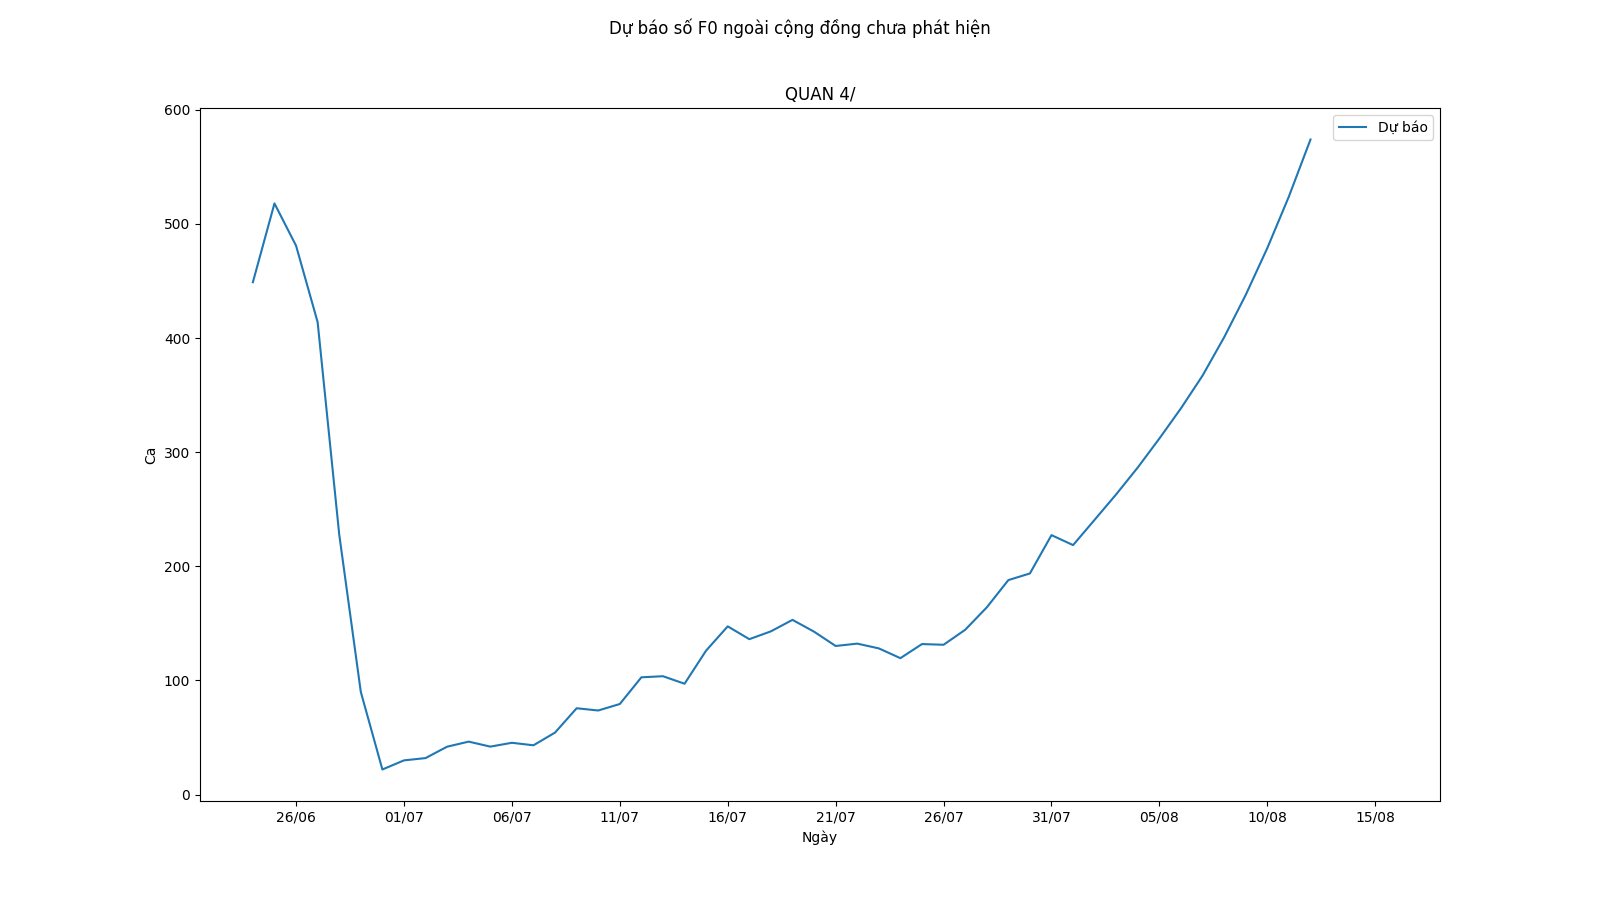 Dự báo số F0 ngoài cộng đồng chưa phát hiện
QUAN 4/
Dự báo
600
500
400
300
200
100
0
Ca
26/06 01/07 06/07 11/07 16/07 21/07 26/07 31/07 05/08 10/08 15/08
Ngày